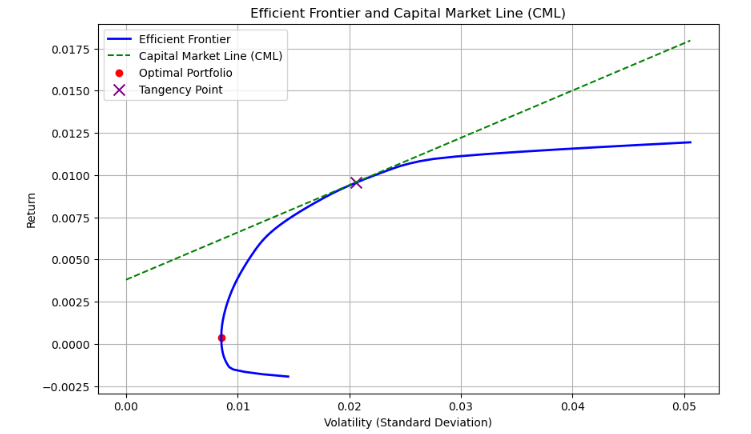 Efficient Frontier and Capital Market Line (CML)
Efficient Frontier
Capital Market Line (CML)
Optimal Portfolio
Tangency Point
Return
0.0175
0.0150
0.0125
0.0100
0.0075
0.0050
0.0025
0.0000
−0.0025
0.00 0.01 0.02 0.03 0.04 0.05
Volatility (Standard Deviation)